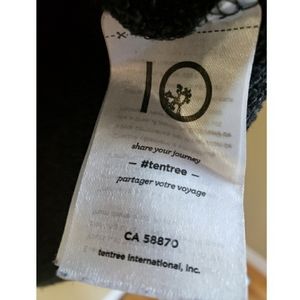 10
share your journey
– #tentree –
partager votre voyage
CA 58870
tentree international, inc.